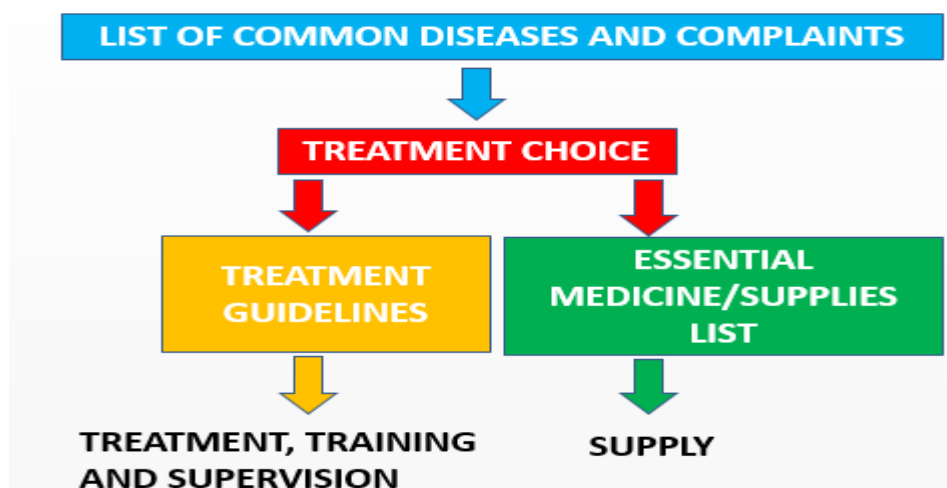 LIST OF COMMON DISEASES AND COMPLAINTS
TREATMENT CHOICE
TREATMENT
GUIDELINES
ESSENTIAL
MEDICINE/SUPPLIES
LIST
TREATMENT, TRAINING
AND SUPERVISION
SUPPLY